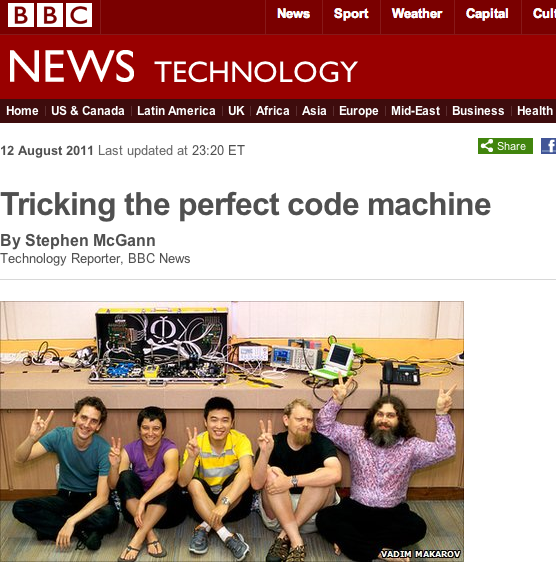 BBC
News Sport Weather Capital Cul
NEWS TECHNOLOGY
Home US & Canada Latin America UK Africa Asia Europe Mid-East Business Health
12 August 2011 Last updated at 23:20 ET
Share f
Tricking the perfect code machine
By Stephen McGann
Technology Reporter, BBC News
VADIM MAKAROV